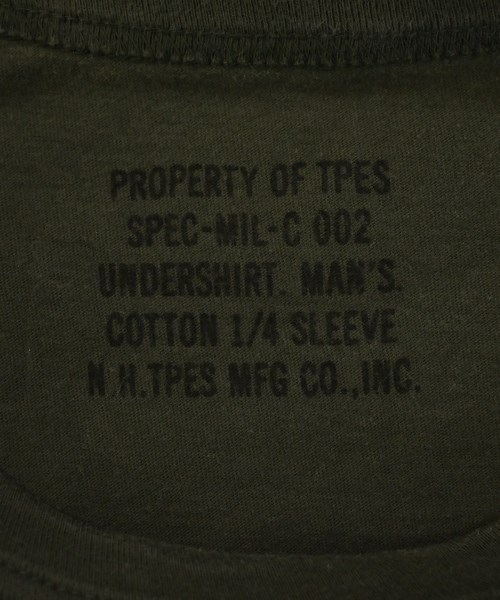 PROPERTY OF TPES
SPEC-MIL-C 002
UNDERSHIRT. MAN'S.
COTTON 1/4 SLEEVE
N.H.TPES MFG CO.,INC.